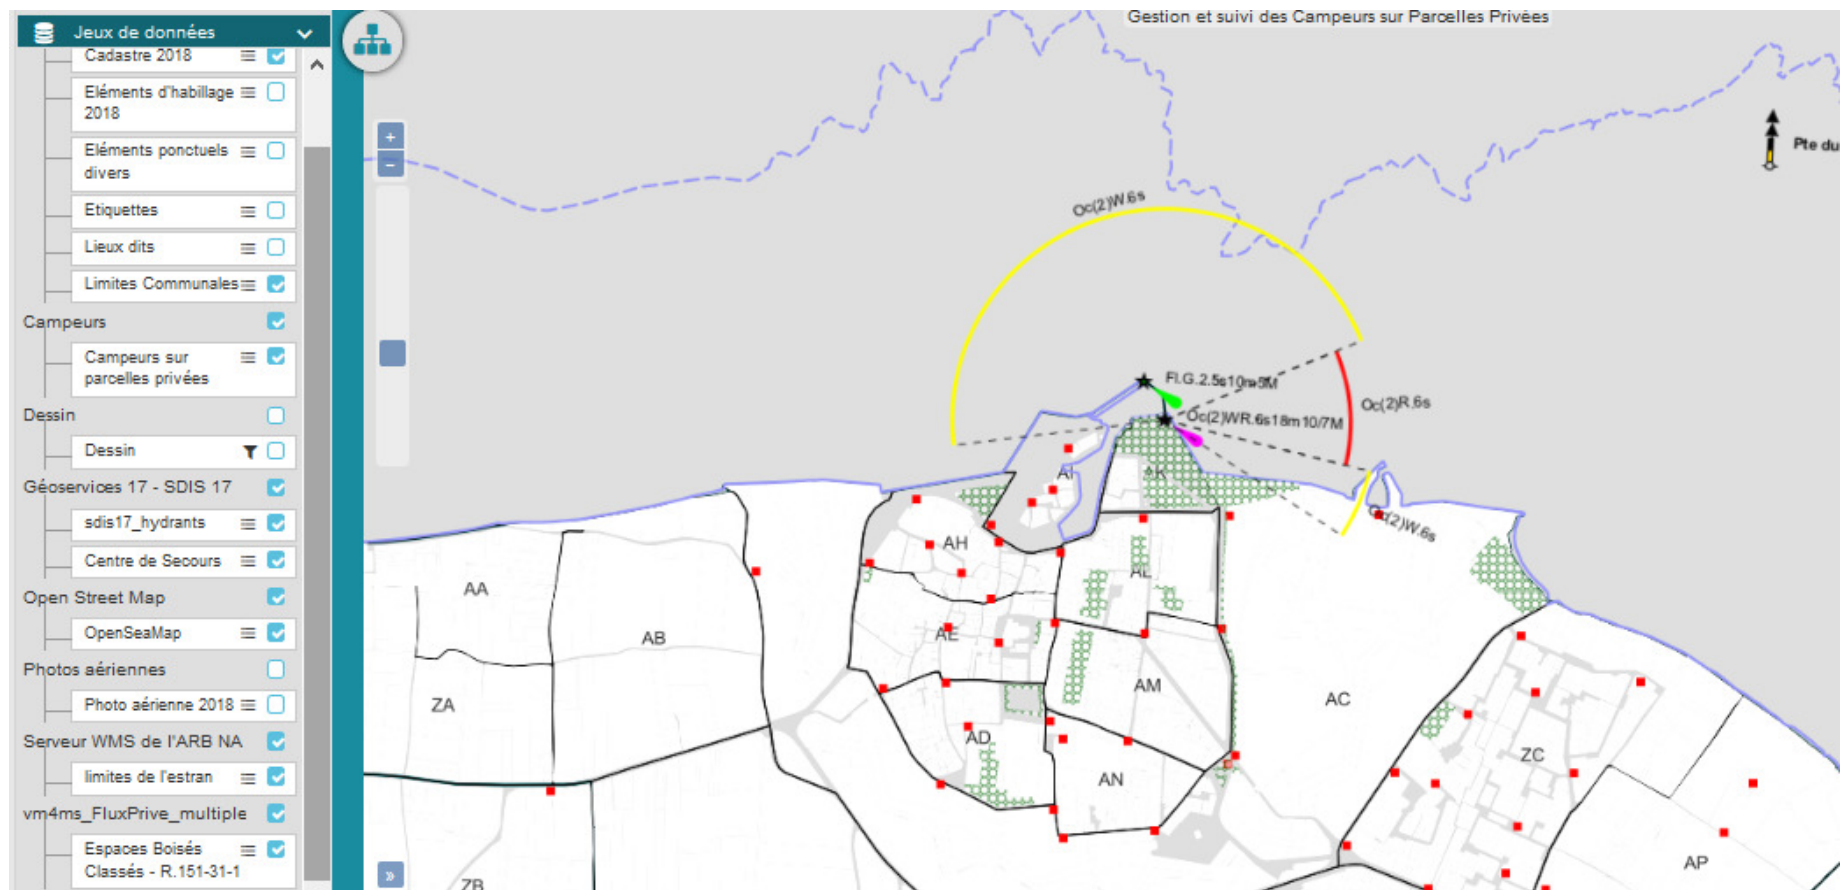 Jeux de données
Cadastre 2018
Eléments d'habillage
2018
Eléments ponctuels
divers
Etiquettes
Lieux dits
Limites Communales
Campeurs
Campeurs sur
parcelles privées
Dessin
Dessin
Géoservices 17 - SDIS 17
sdis17_hydrants
Centre de Secours
Open Street Map
OpenSeaMap
Photos aériennes
Photo aérienne 2018
Serveur WMS de l'ARB NA
limites de l'estran
vm4ms_FluxPrive_multiple
Espaces Boisés
Classés - R.151-31-1
Gestion et suivi des Campeurs sur Parcelles Privées
+
−
»
Pte du
Oc(2)W.6s
Fl.G.2.5s10m5M
Oc(2)R.6s
Oc(2)WR.6s18m10/7M
Oc(2)W.6s
AI
AK
AH
AL
AA
AB
AE
AM
AC
ZA
AD
ZC
AN
AP
ZB